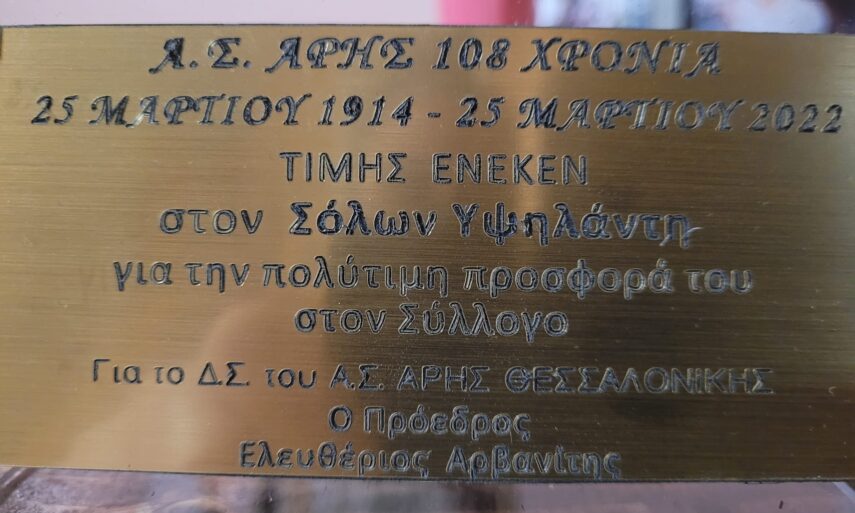 Α.Σ. ΑΡΗΣ 108 ΧΡΟΝΙΑ
25 ΜΑΡΤΙΟΥ 1914 - 25 ΜΑΡΤΙΟΥ 2022
ΤΙΜΗΣ ΕΝΕΚΕΝ
στον Σόλων Υψηλάντη
για την πολύτιμη προσφορά του
στον Σύλλογο
Για το Δ.Σ. του Α.Σ. ΑΡΗΣ ΘΕΣΣΑΛΟΝΙΚΗΣ
Ο Πρόεδρος
Ελευθέριος Αρβανίτης